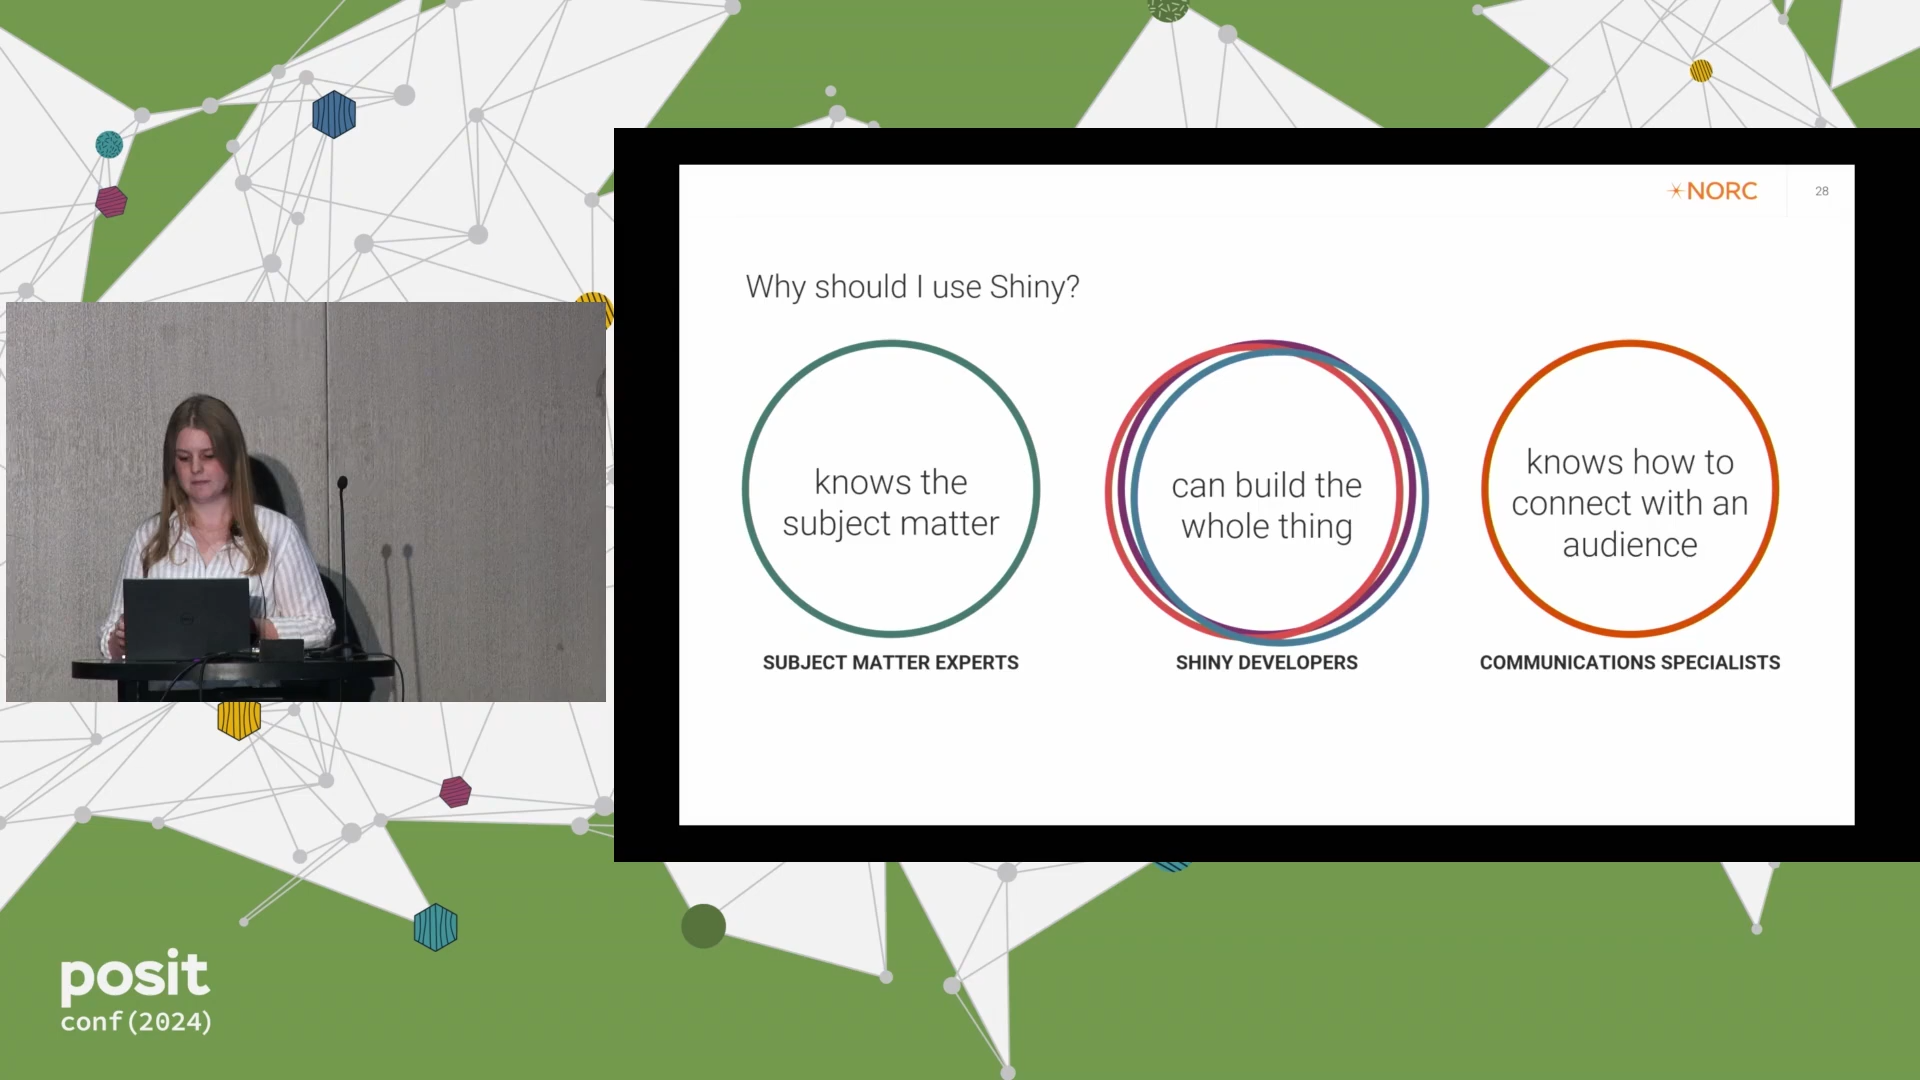 NORC
28
Why should I use Shiny?
knows the
subject matter
SUBJECT MATTER EXPERTS
can build the
whole thing
SHINY DEVELOPERS
knows how to
connect with an
audience
COMMUNICATIONS SPECIALISTS
posit
conf(2024)